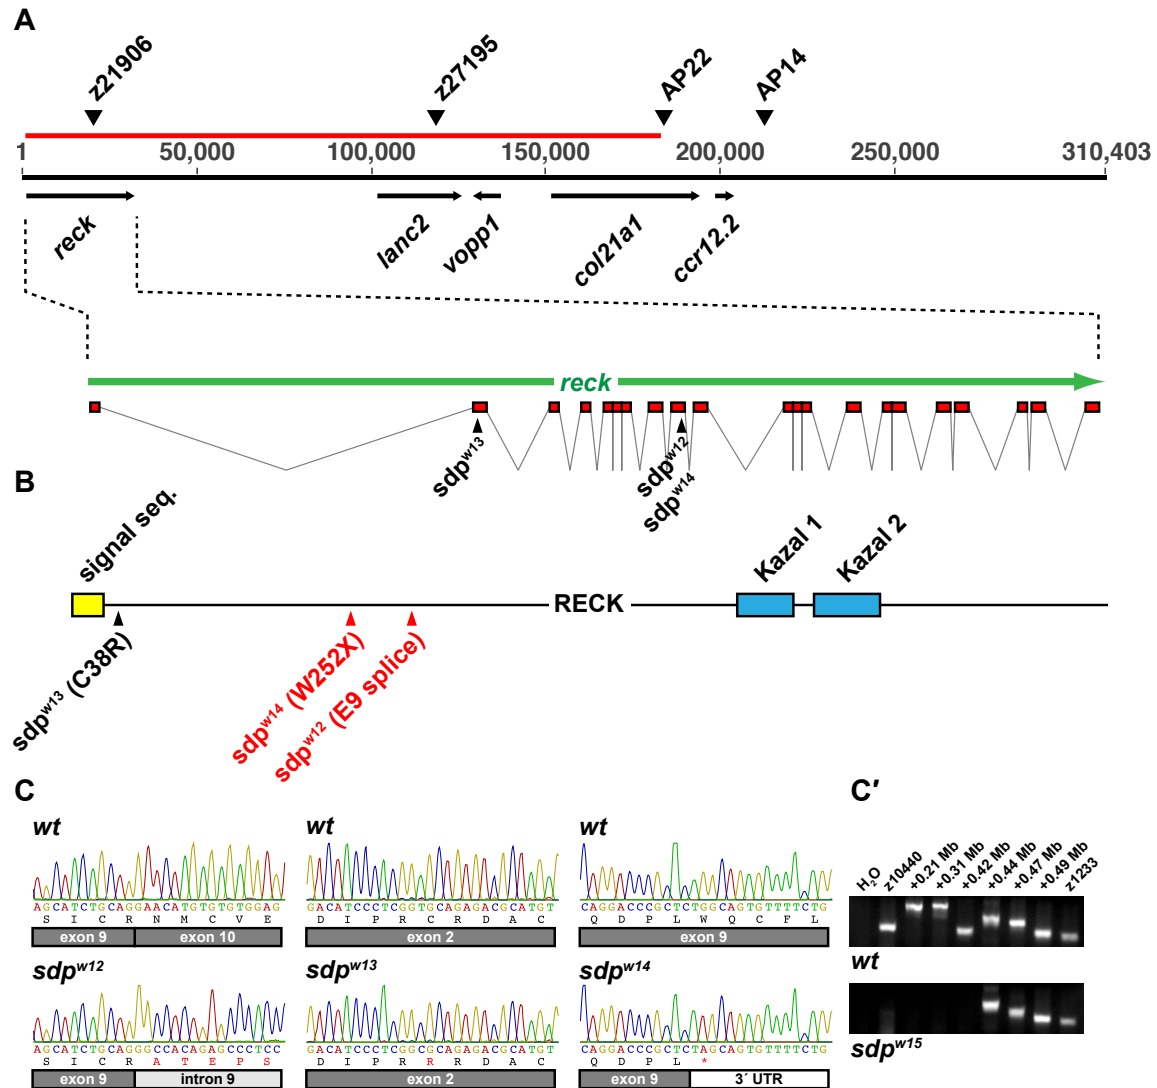 A
z21906
z27195
AP22
AP14
1 50,000 100,000 150,000 200,000 250,000 310,403
reck
lanc2
vopp1
col21a1
ccr12.2
reck
sdpw13
sdpw12
sdpw14
B
signal seq.
Kazal 1
Kazal 2
RECK
sdpw13 (C38R)
sdpw14 (W252X)
sdpw12 (E9 splice)
C
wt
AGCATCTGCAGGAACATGTGTGTGGAG
S I C R N M C V E
exon 9 exon 10
wt
GACATCCCTCGGCGCTGCAGAGACGCATGT
D I P R C R D A C
exon 2
wt
CAGGACCCGCTCTGGCAGTGTTTTCTG
Q D P L W Q C F L
exon 9
sdpw12
AGCATCTGCAGGGCCACAGAGCCCTCC
S I C R A T E P S
exon 9 intron 9
sdpw13
GACATCCCTCGGCGCAGAGACGCATGT
D I P R R R D A C
exon 2
sdpw14
CAGGACCCGCTCTAGCAGTGTTTTCTG
Q D P L *
exon 9 3´ UTR
C′
H2O
z10440
+0.21 Mb
+0.31 Mb
+0.42 Mb
+0.44 Mb
+0.47 Mb
+0.49 Mb
z1233
wt
sdpw15